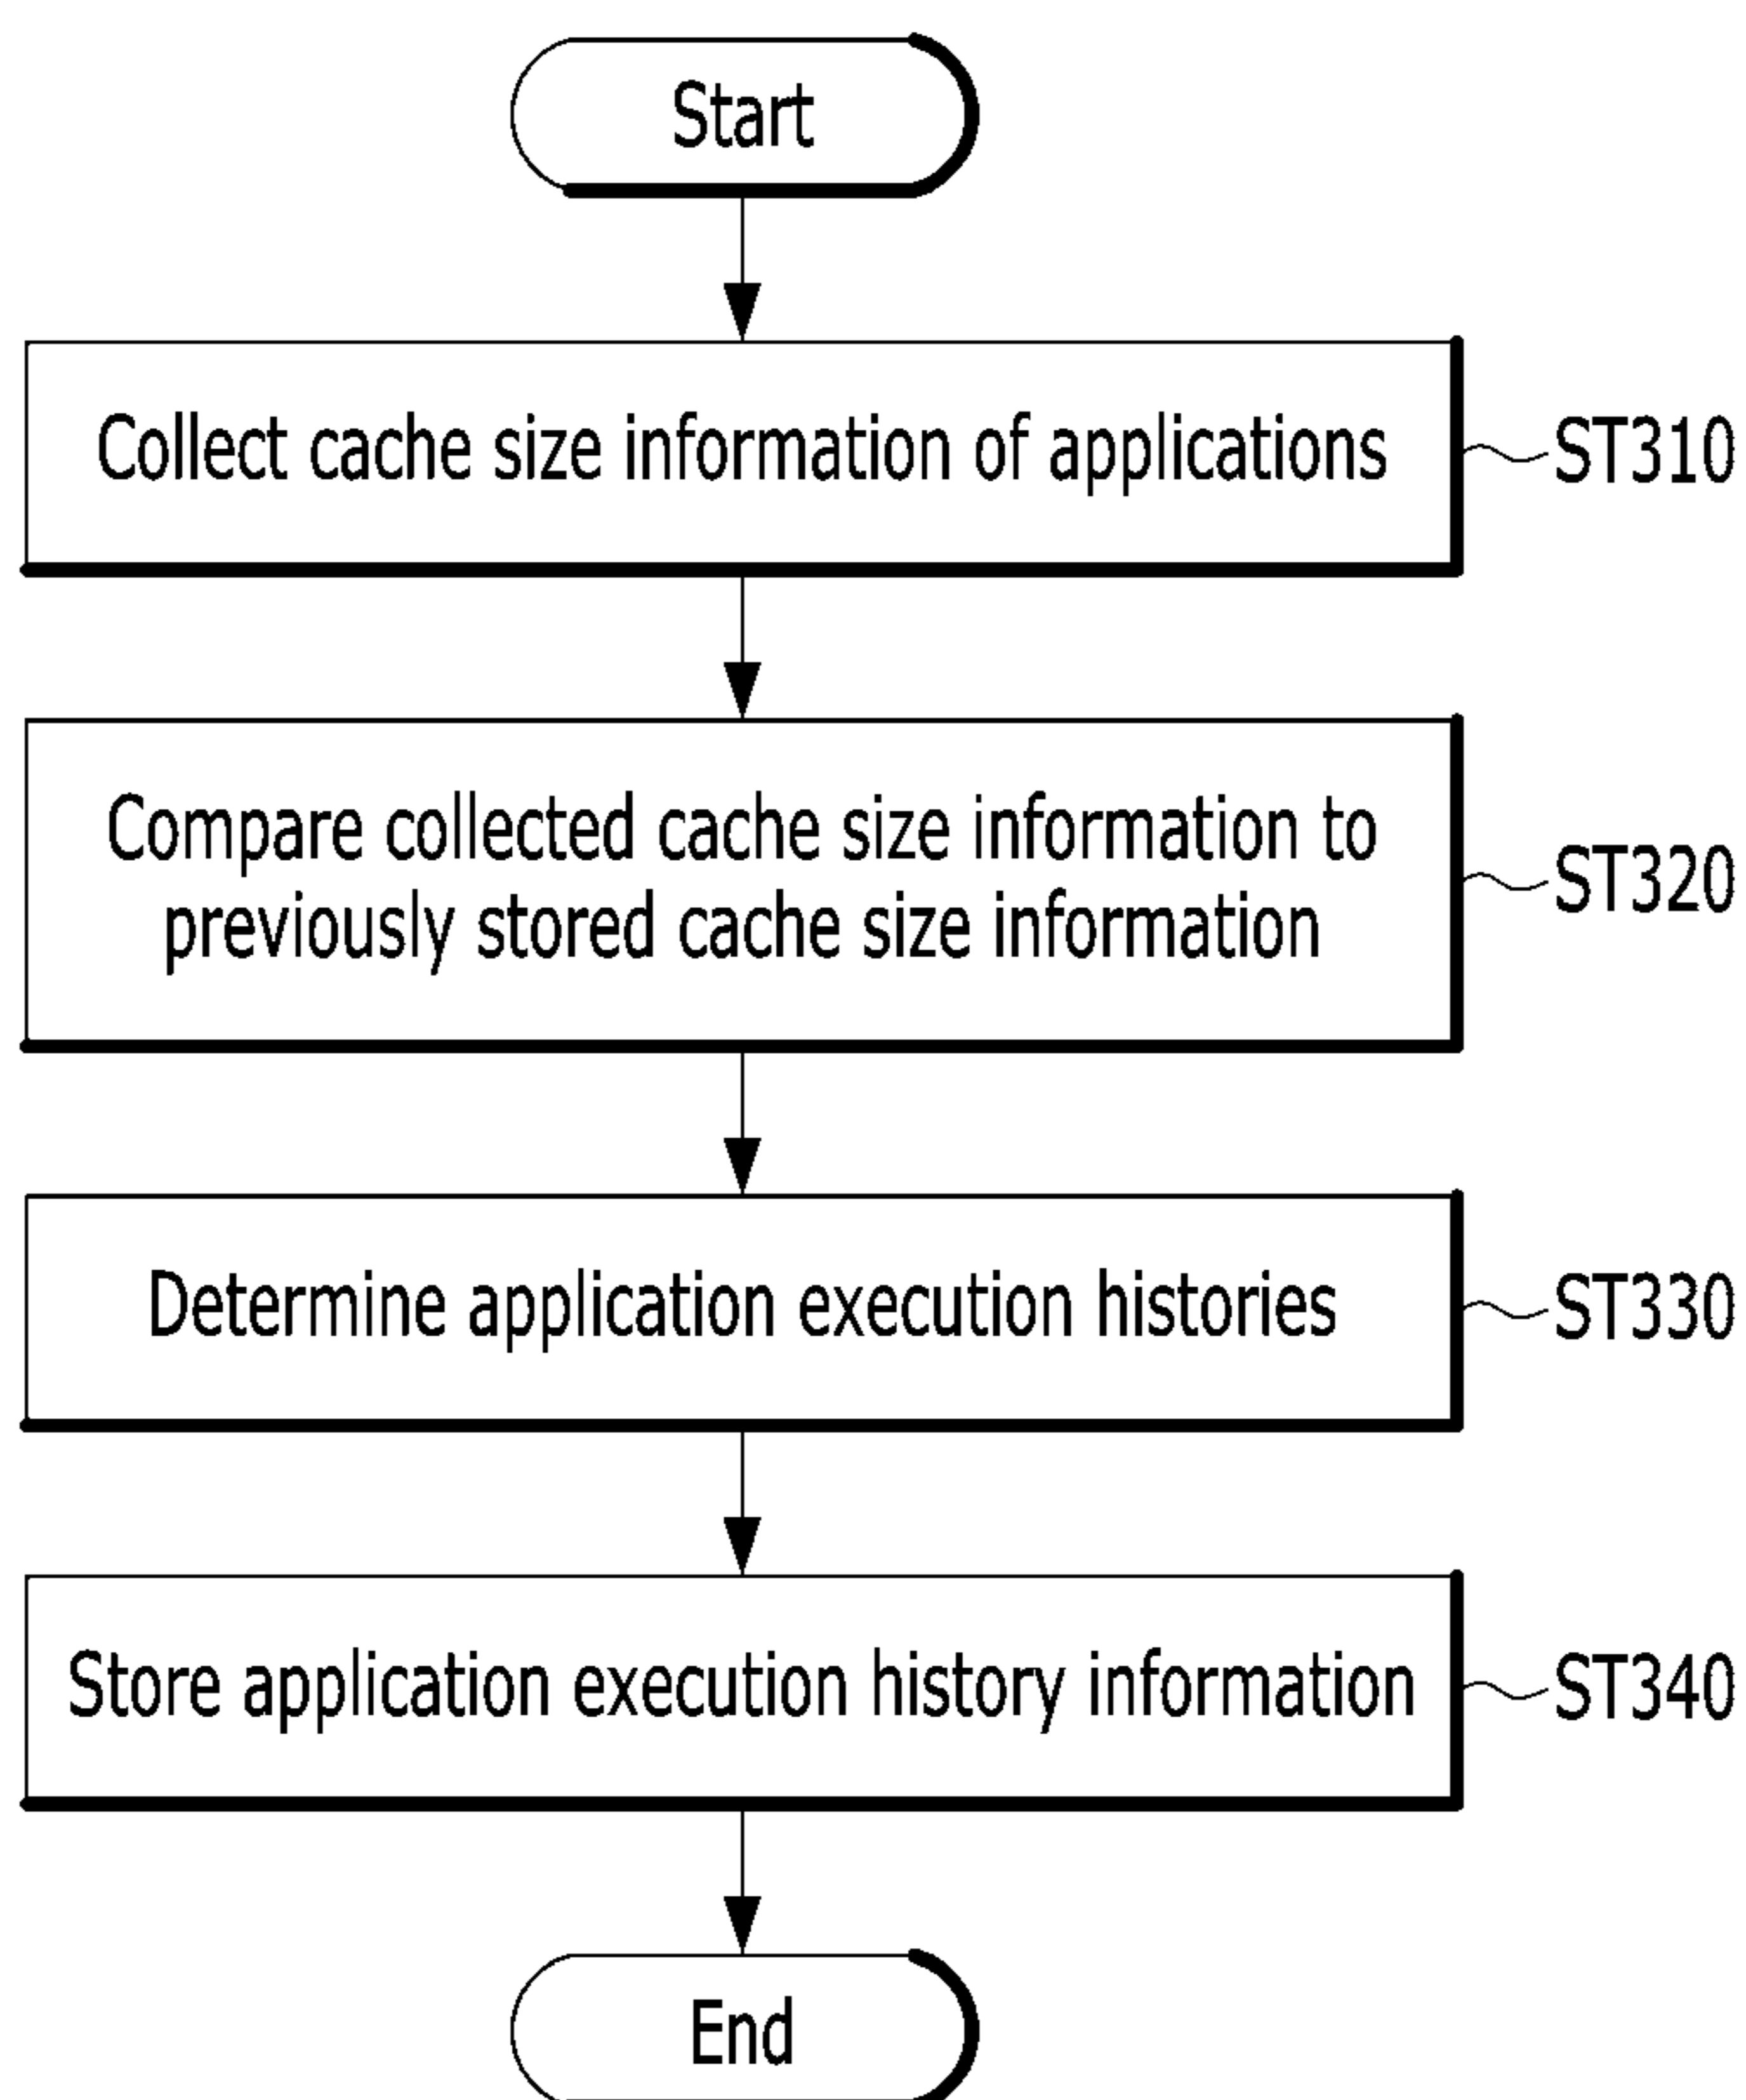 Start
Collect cache size information of applications
ST310
Compare collected cache size information to
previously stored cache size information
ST320
Determine application execution histories
ST330
Store application execution history information
ST340
End